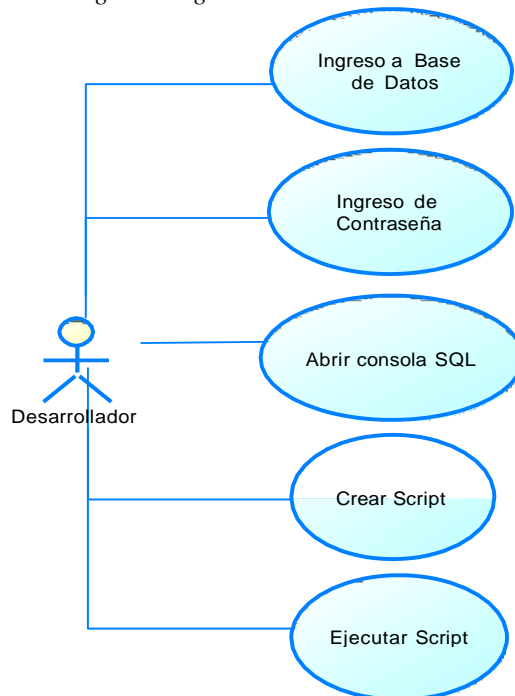 Ingreso a Base
de Datos
Ingreso de
Contraseña
Abrir consola SQL
Desarrollador
Crear Script
Ejecutar Script